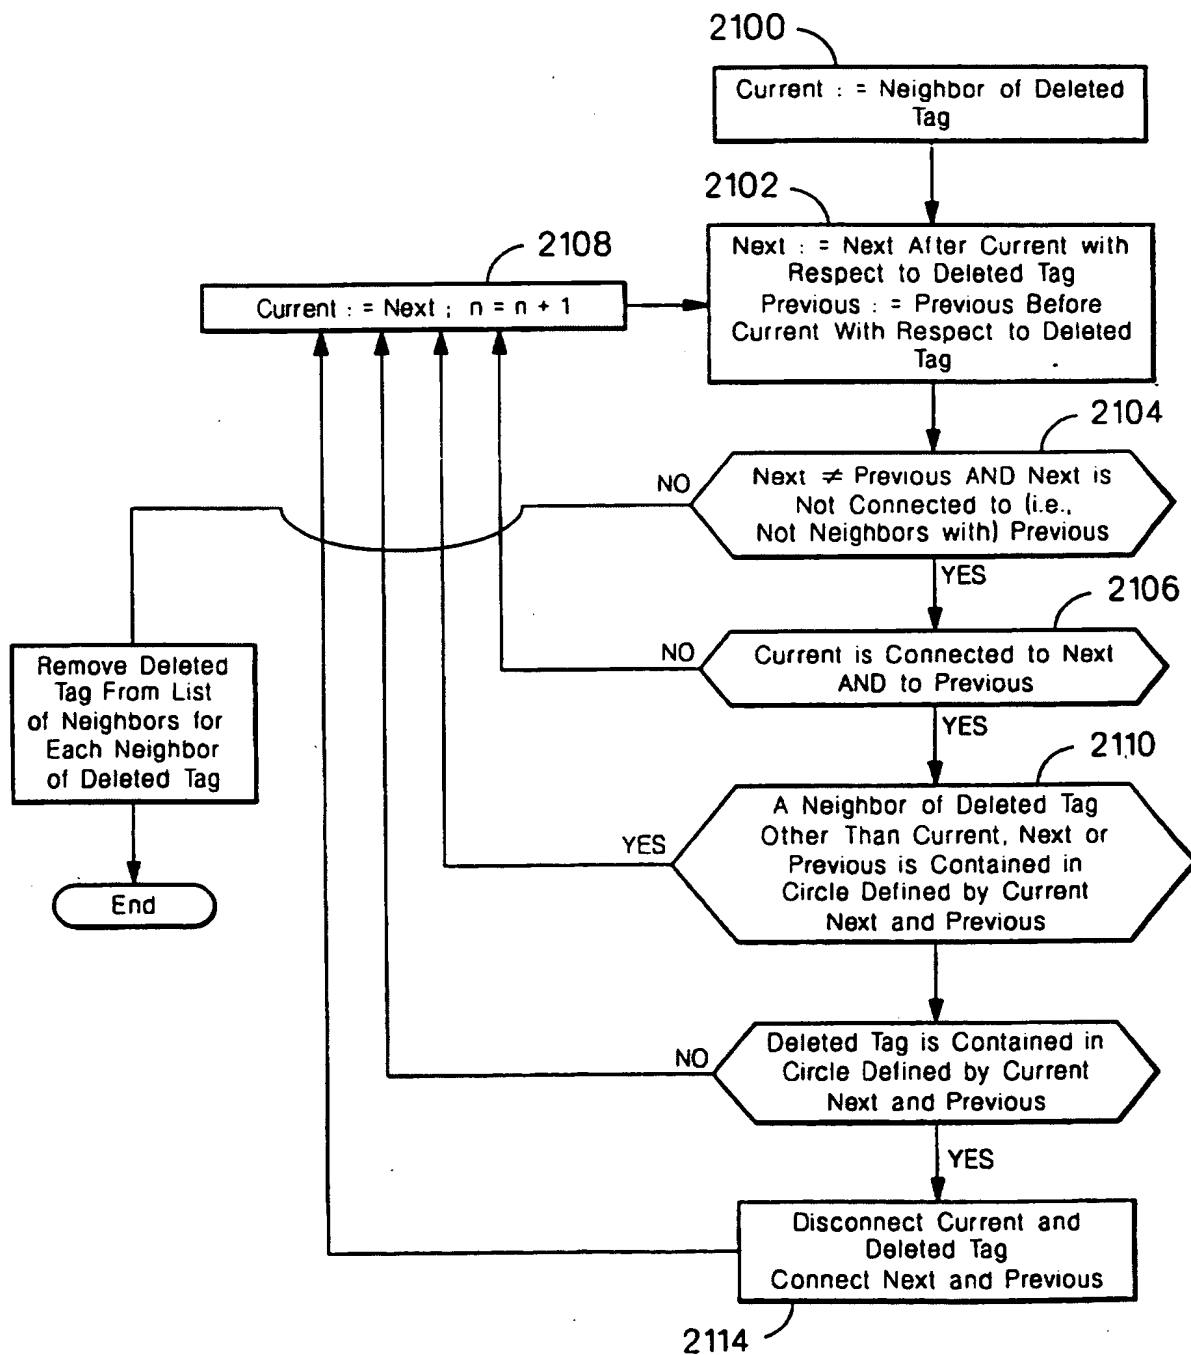 2100
Current : = Neighbor of Deleted
Tag
2102
Next : = Next After Current with
Respect to Deleted Tag
Previous : = Previous Before
Current With Respect to Deleted
Tag
2108
Current : = Next ; n = n + 1
2104
NO
Next ≠ Previous AND Next is
Not Connected to (i.e.,
Not Neighbors with) Previous
YES
2106
NO
Current is Connected to Next
AND to Previous
YES
Remove Deleted
Tag From List
of Neighbors for
Each Neighbor
of Deleted Tag
End
2110
YES
A Neighbor of Deleted Tag
Other Than Current, Next or
Previous is Contained in
Circle Defined by Current
Next and Previous
NO
Deleted Tag is Contained in
Circle Defined by Current
Next and Previous
YES
Disconnect Current and
Deleted Tag
Connect Next and Previous
2114